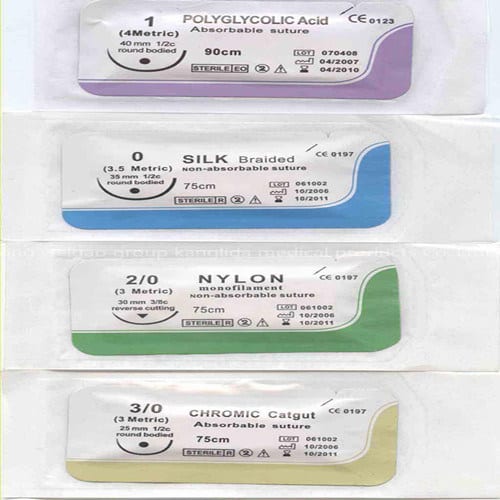 1 POLYGLYCOLIC Acid CE 0123
(4Metric) Absorbable suture
40 mm 1/2c
round bodied 90cm LOT 070408
04/2007
STERILE EO 2 04/2010
0 SILK Braided CE 0197
(3.5 Metric) Non-absorbable suture
35 mm 1/2c
round bodied 75cm LOT 061002
10/2006
STERILE R 2 10/2011
2/0 NYLON CE 0197
(3 Metric) monofilament
Non-absorbable suture
30 mm 3/8c
reverse cutting 75cm LOT 061002
10/2006
STERILE R 2 10/2011
3/0 CHROMIC Catgut CE 0197
(3 Metric) Absorbable suture
25 mm 1/2c
round bodied 75cm LOT 061002
10/2006
STERILE R 2 10/2011